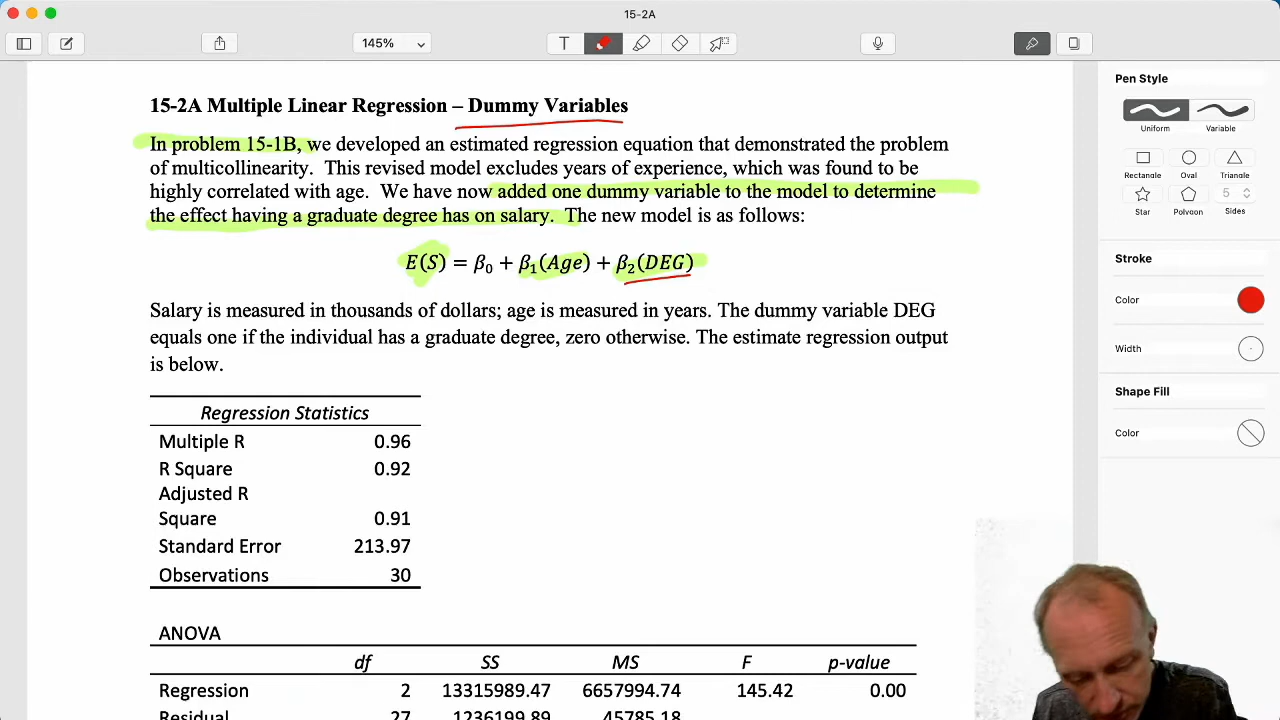 15-2A
145%
T
Pen Style
Uniform
Variable
Rectangle
Oval
Triangle
Star
Polygon
Sides
5
Stroke
Color
Width
Shape Fill
Color
15-2A Multiple Linear Regression – Dummy Variables
In problem 15-1B, we developed an estimated regression equation that demonstrated the problem
of multicollinearity. This revised model excludes years of experience, which was found to be
highly correlated with age. We have now added one dummy variable to the model to determine
the effect having a graduate degree has on salary. The new model is as follows:
E(S) = β₀ + β₁(Age) + β₂(DEG)
Salary is measured in thousands of dollars; age is measured in years. The dummy variable DEG
equals one if the individual has a graduate degree, zero otherwise. The estimate regression output
is below.
Regression Statistics
Multiple R 0.96
R Square 0.92
Adjusted R
Square 0.91
Standard Error 213.97
Observations 30
ANOVA
df SS MS F p-value
Regression 2 13315989.47 6657994.74 145.42 0.00
Residual 27 1236199.89 45785.18